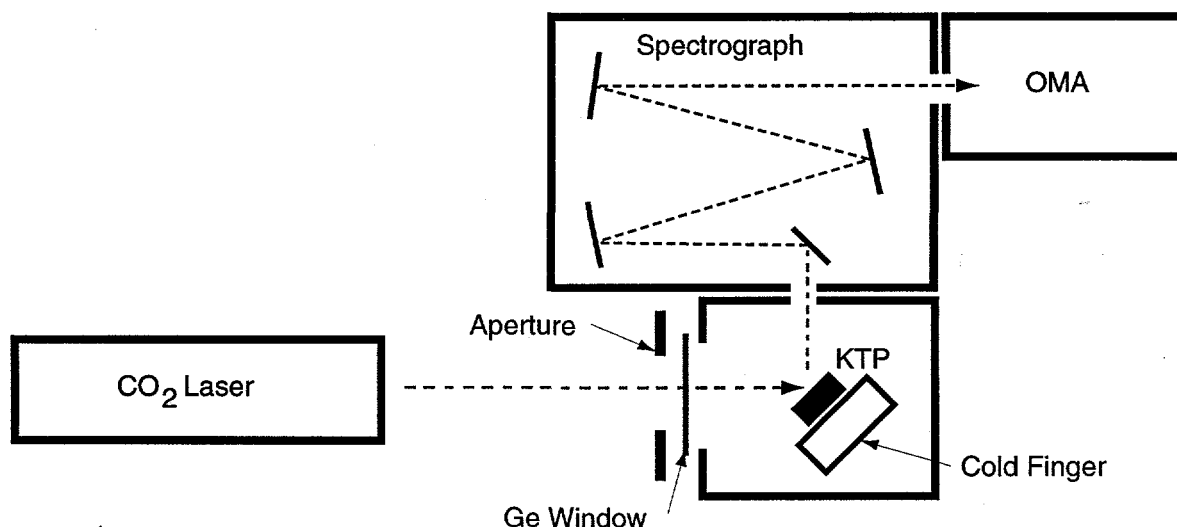 Spectrograph
OMA
Aperture
CO2 Laser
KTP
Cold Finger
Ge Window